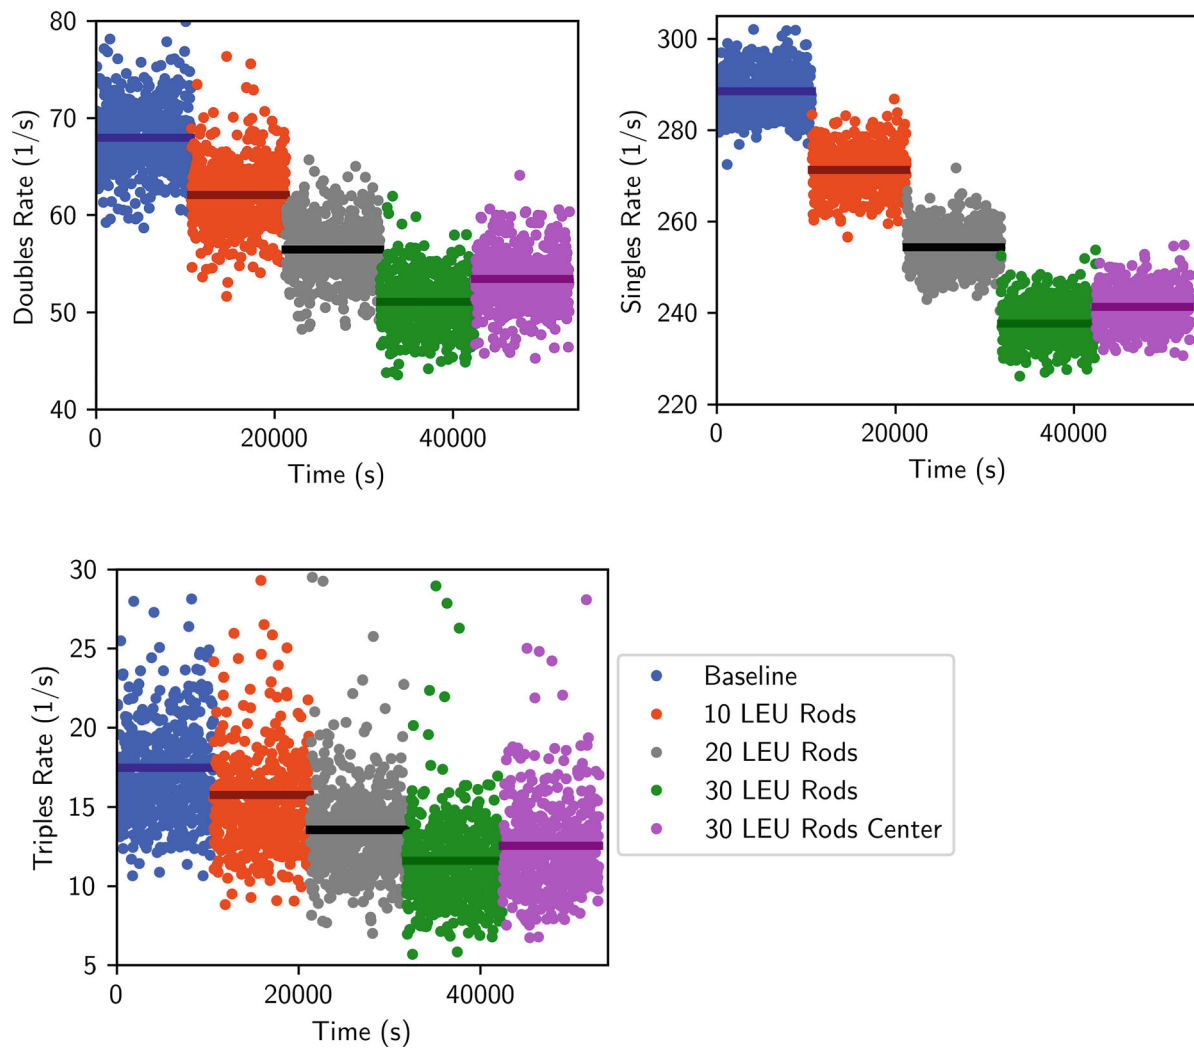 80
70
60
50
40
Doubles Rate (1/s)
0
20000
40000
Time (s)
300
280
260
240
220
Singles Rate (1/s)
0
20000
40000
Time (s)
30
25
20
15
10
5
Triples Rate (1/s)
0
20000
40000
Time (s)
Baseline
10 LEU Rods
20 LEU Rods
30 LEU Rods
30 LEU Rods Center